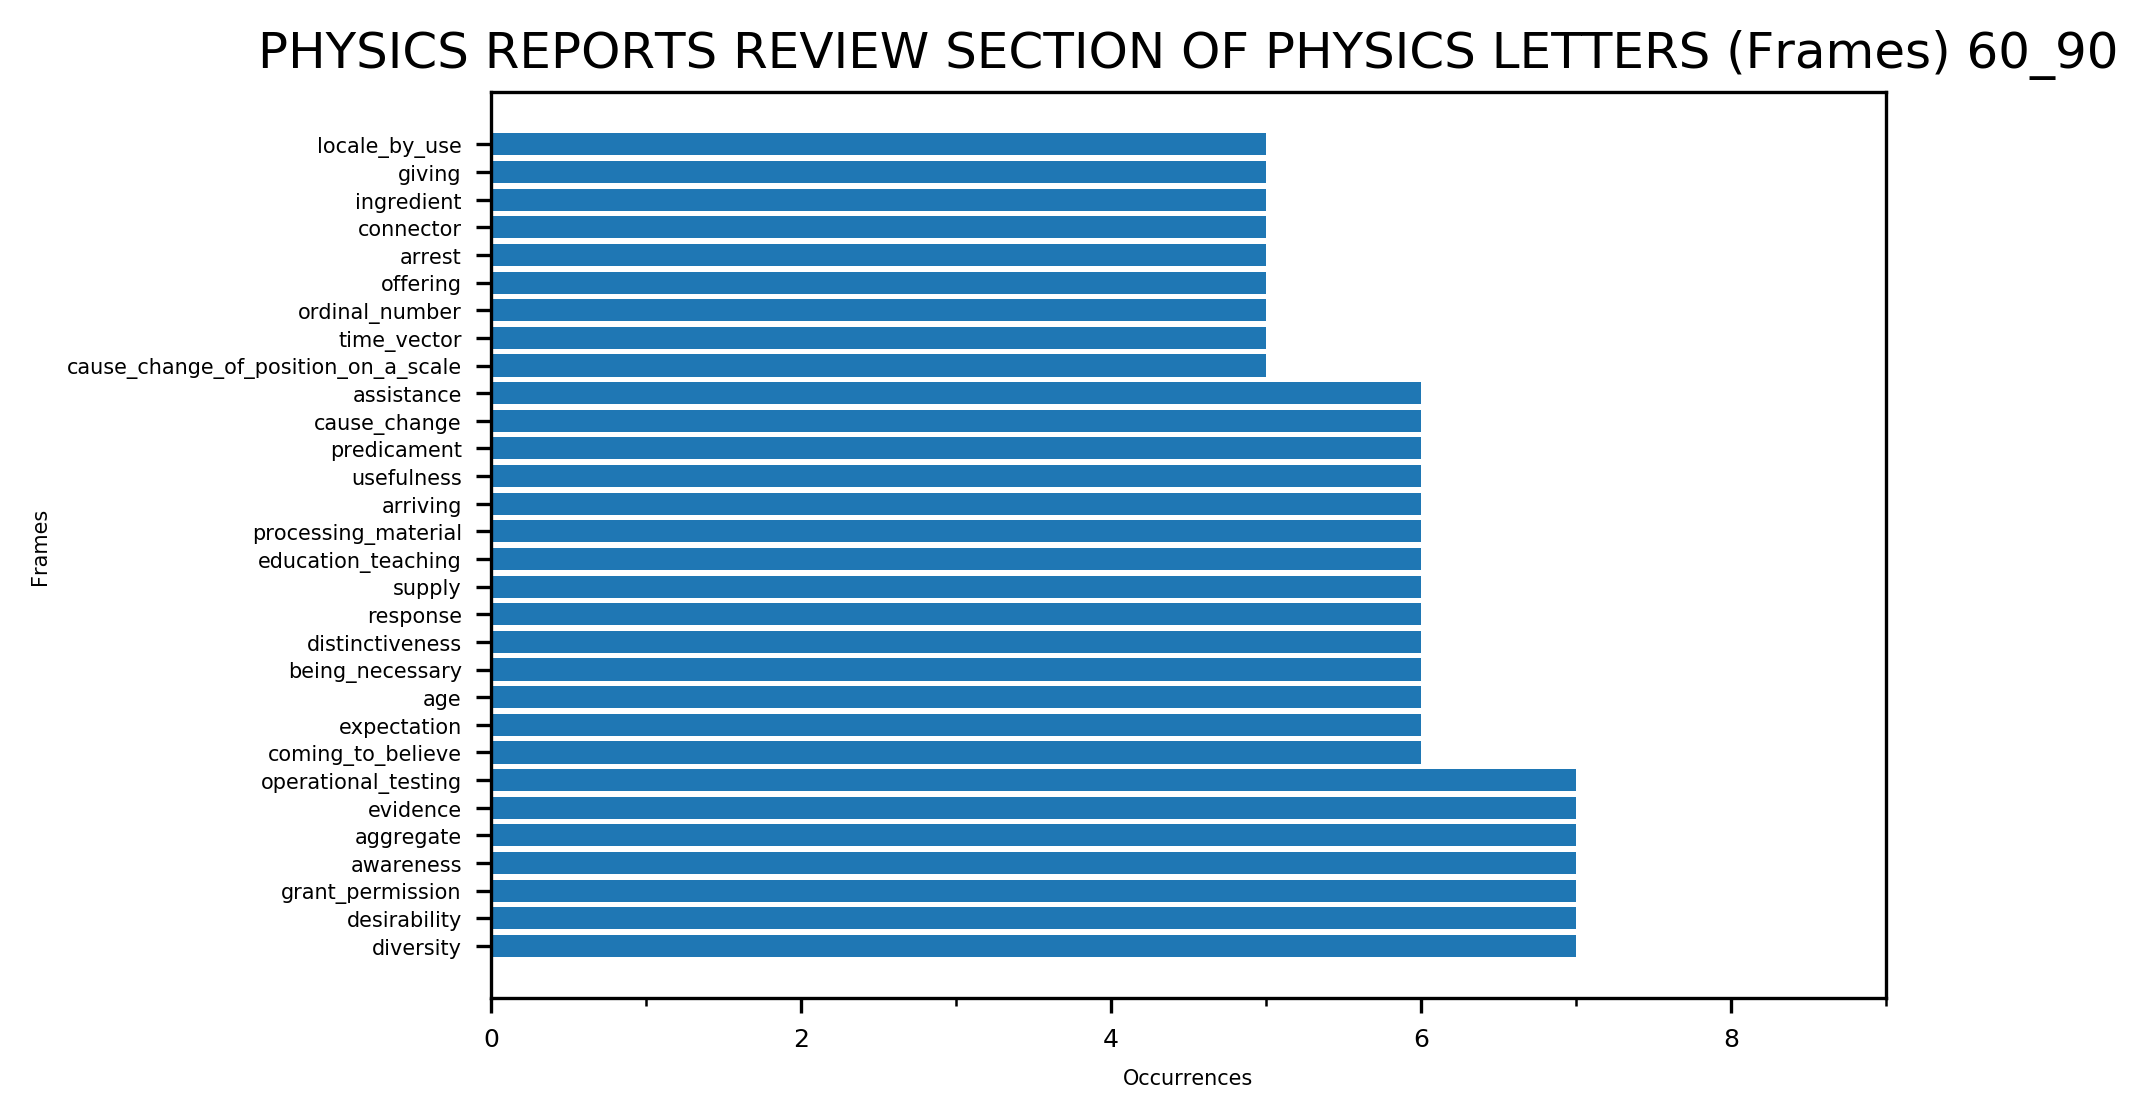 PHYSICS REPORTS REVIEW SECTION OF PHYSICS LETTERS (Frames) 60_90
locale_by_use
giving
ingredient
connector
arrest
offering
ordinal_number
time_vector
cause_change_of_position_on_a_scale
assistance
cause_change
predicament
usefulness
arriving
processing_material
education_teaching
supply
response
distinctiveness
being_necessary
age
expectation
coming_to_believe
operational_testing
evidence
aggregate
awareness
grant_permission
desirability
diversity
Frames
0 2 4 6 8
Occurrences